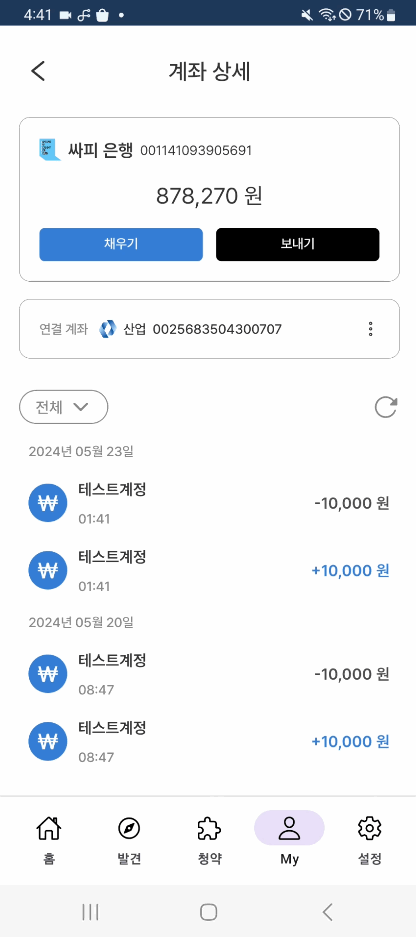 4:41 71%
계좌 상세
싸피 은행 001141093905691
878,270 원
채우기 보내기
연결 계좌 산업 0025683504300707
전체
2024년 05월 23일
테스트계정
-10,000 원
01:41
테스트계정
+10,000 원
01:41
2024년 05월 20일
테스트계정
-10,000 원
08:47
테스트계정
+10,000 원
08:47
홈 발견 청약 My 설정